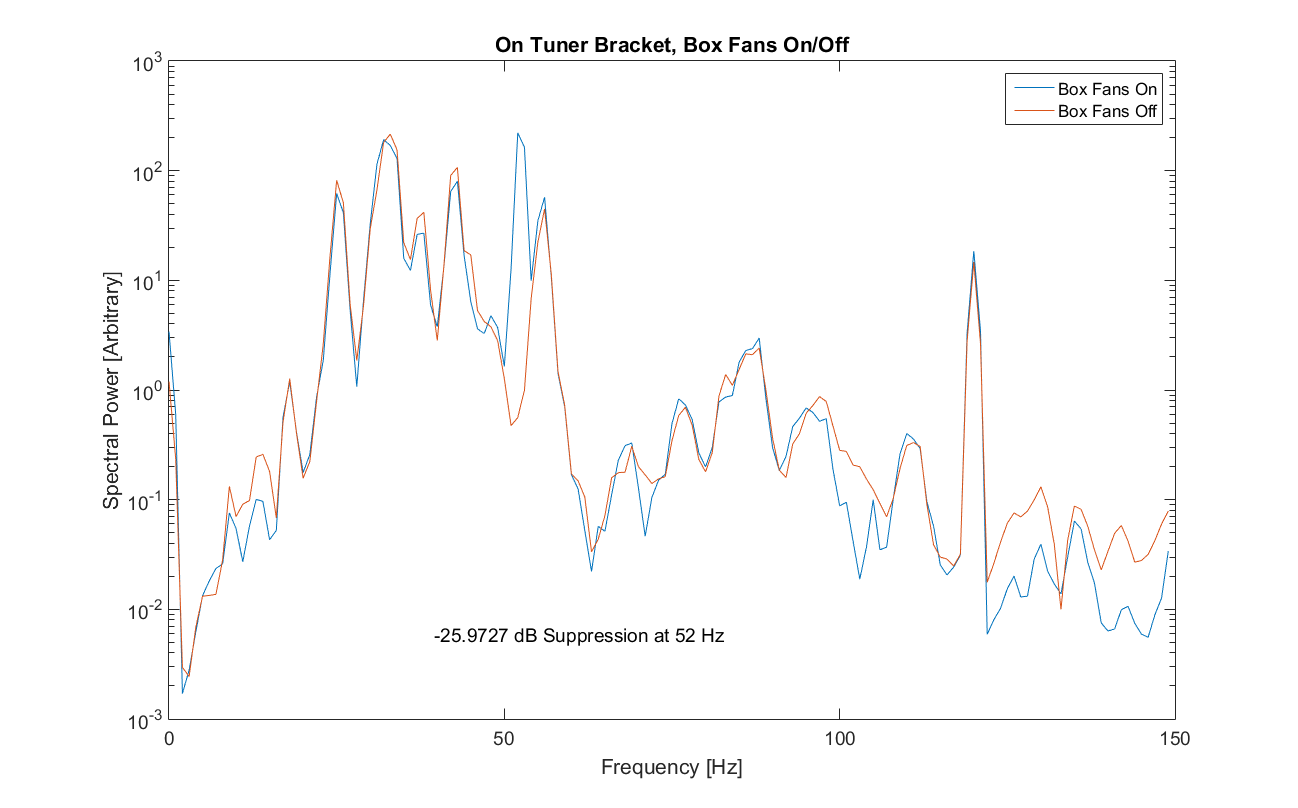 On Tuner Bracket, Box Fans On/Off
Box Fans On
Box Fans Off
Spectral Power [Arbitrary]
10^3
10^2
10^1
10^0
10^-1
10^-2
10^-3
-25.9727 dB Suppression at 52 Hz
0 50 100 150
Frequency [Hz]